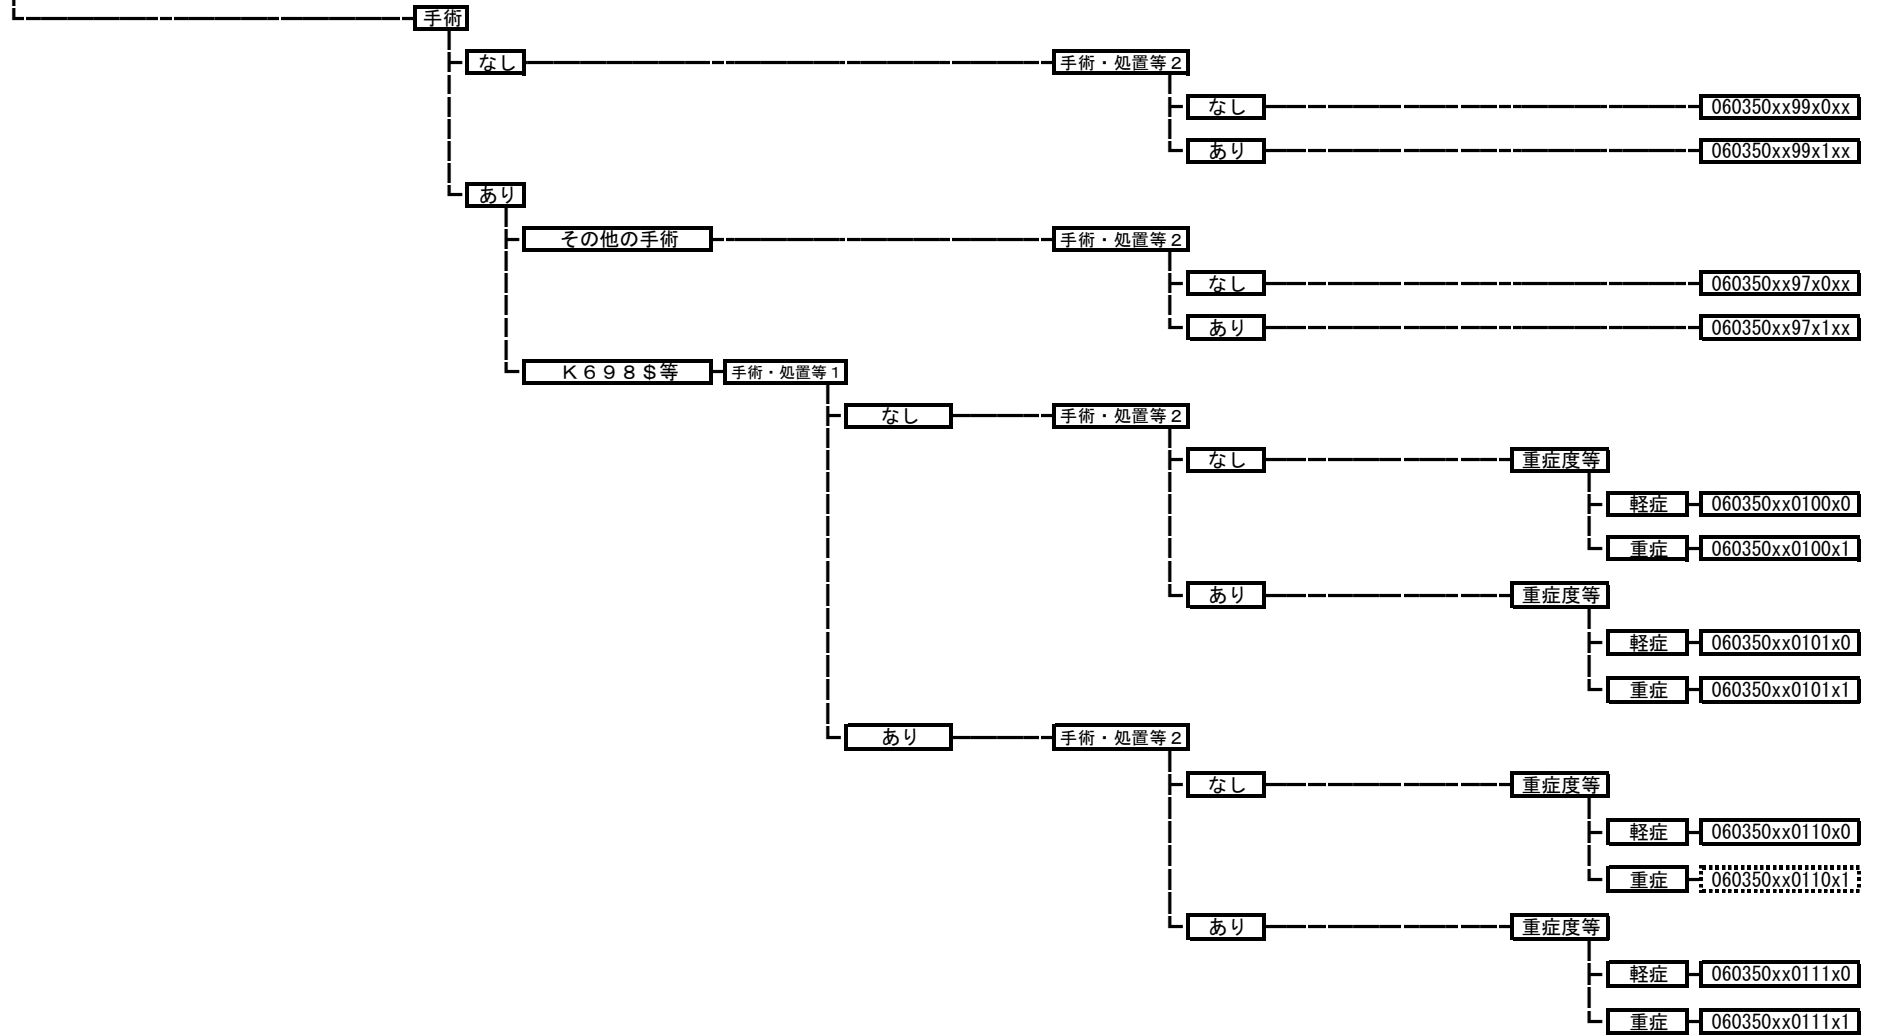 手術
なし 手術・処置等２
なし 060350xx99x0xx
あり 060350xx99x1xx
あり
その他の手術 手術・処置等２
なし 060350xx97x0xx
あり 060350xx97x1xx
Ｋ６９８＄等 手術・処置等１
なし 手術・処置等２
なし 重症度等
軽症 060350xx0100x0
重症 060350xx0100x1
あり 重症度等
軽症 060350xx0101x0
重症 060350xx0101x1
あり 手術・処置等２
なし 重症度等
軽症 060350xx0110x0
重症 060350xx0110x1
あり 重症度等
軽症 060350xx0111x0
重症 060350xx0111x1